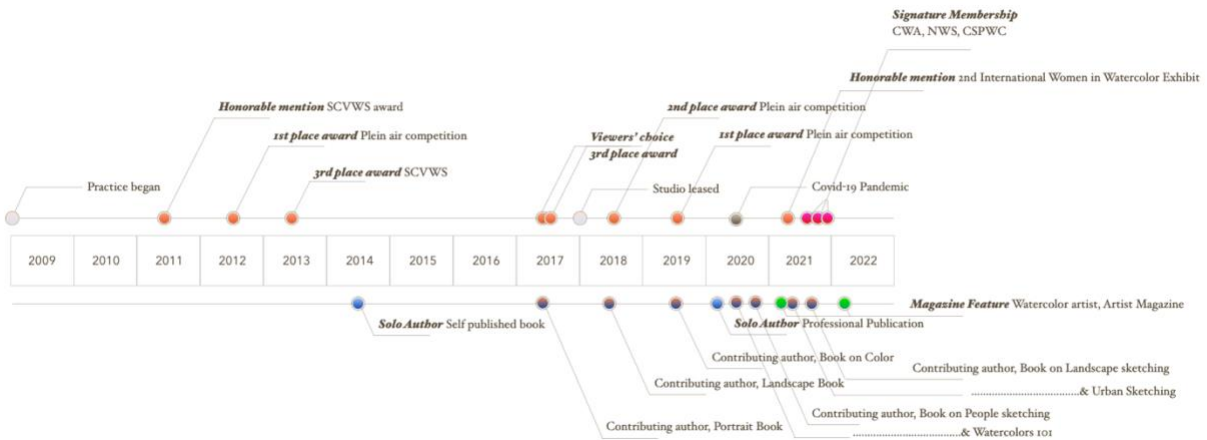 Signature Membership
CWA, NWS, CSPWC
Honorable mention 2nd International Women in Watercolor Exhibit
Honorable mention SCVWS award
2nd place award Plein air competition
1st place award Plein air competition
Viewers' choice
3rd place award
1st place award Plein air competition
3rd place award SCVWS
Practice began
Studio leased
Covid-19 Pandemic
2009 2010 2011 2012 2013 2014 2015 2016 2017 2018 2019 2020 2021 2022
Magazine Feature Watercolor artist, Artist Magazine
Solo Author Self published book
Solo Author Professional Publication
Contributing author, Book on Color
Contributing author, Book on Landscape sketching
Contributing author, Landscape Book
.....................................& Urban Sketching
Contributing author, Book on People sketching
Contributing author, Portrait Book
.....................................& Watercolors 101